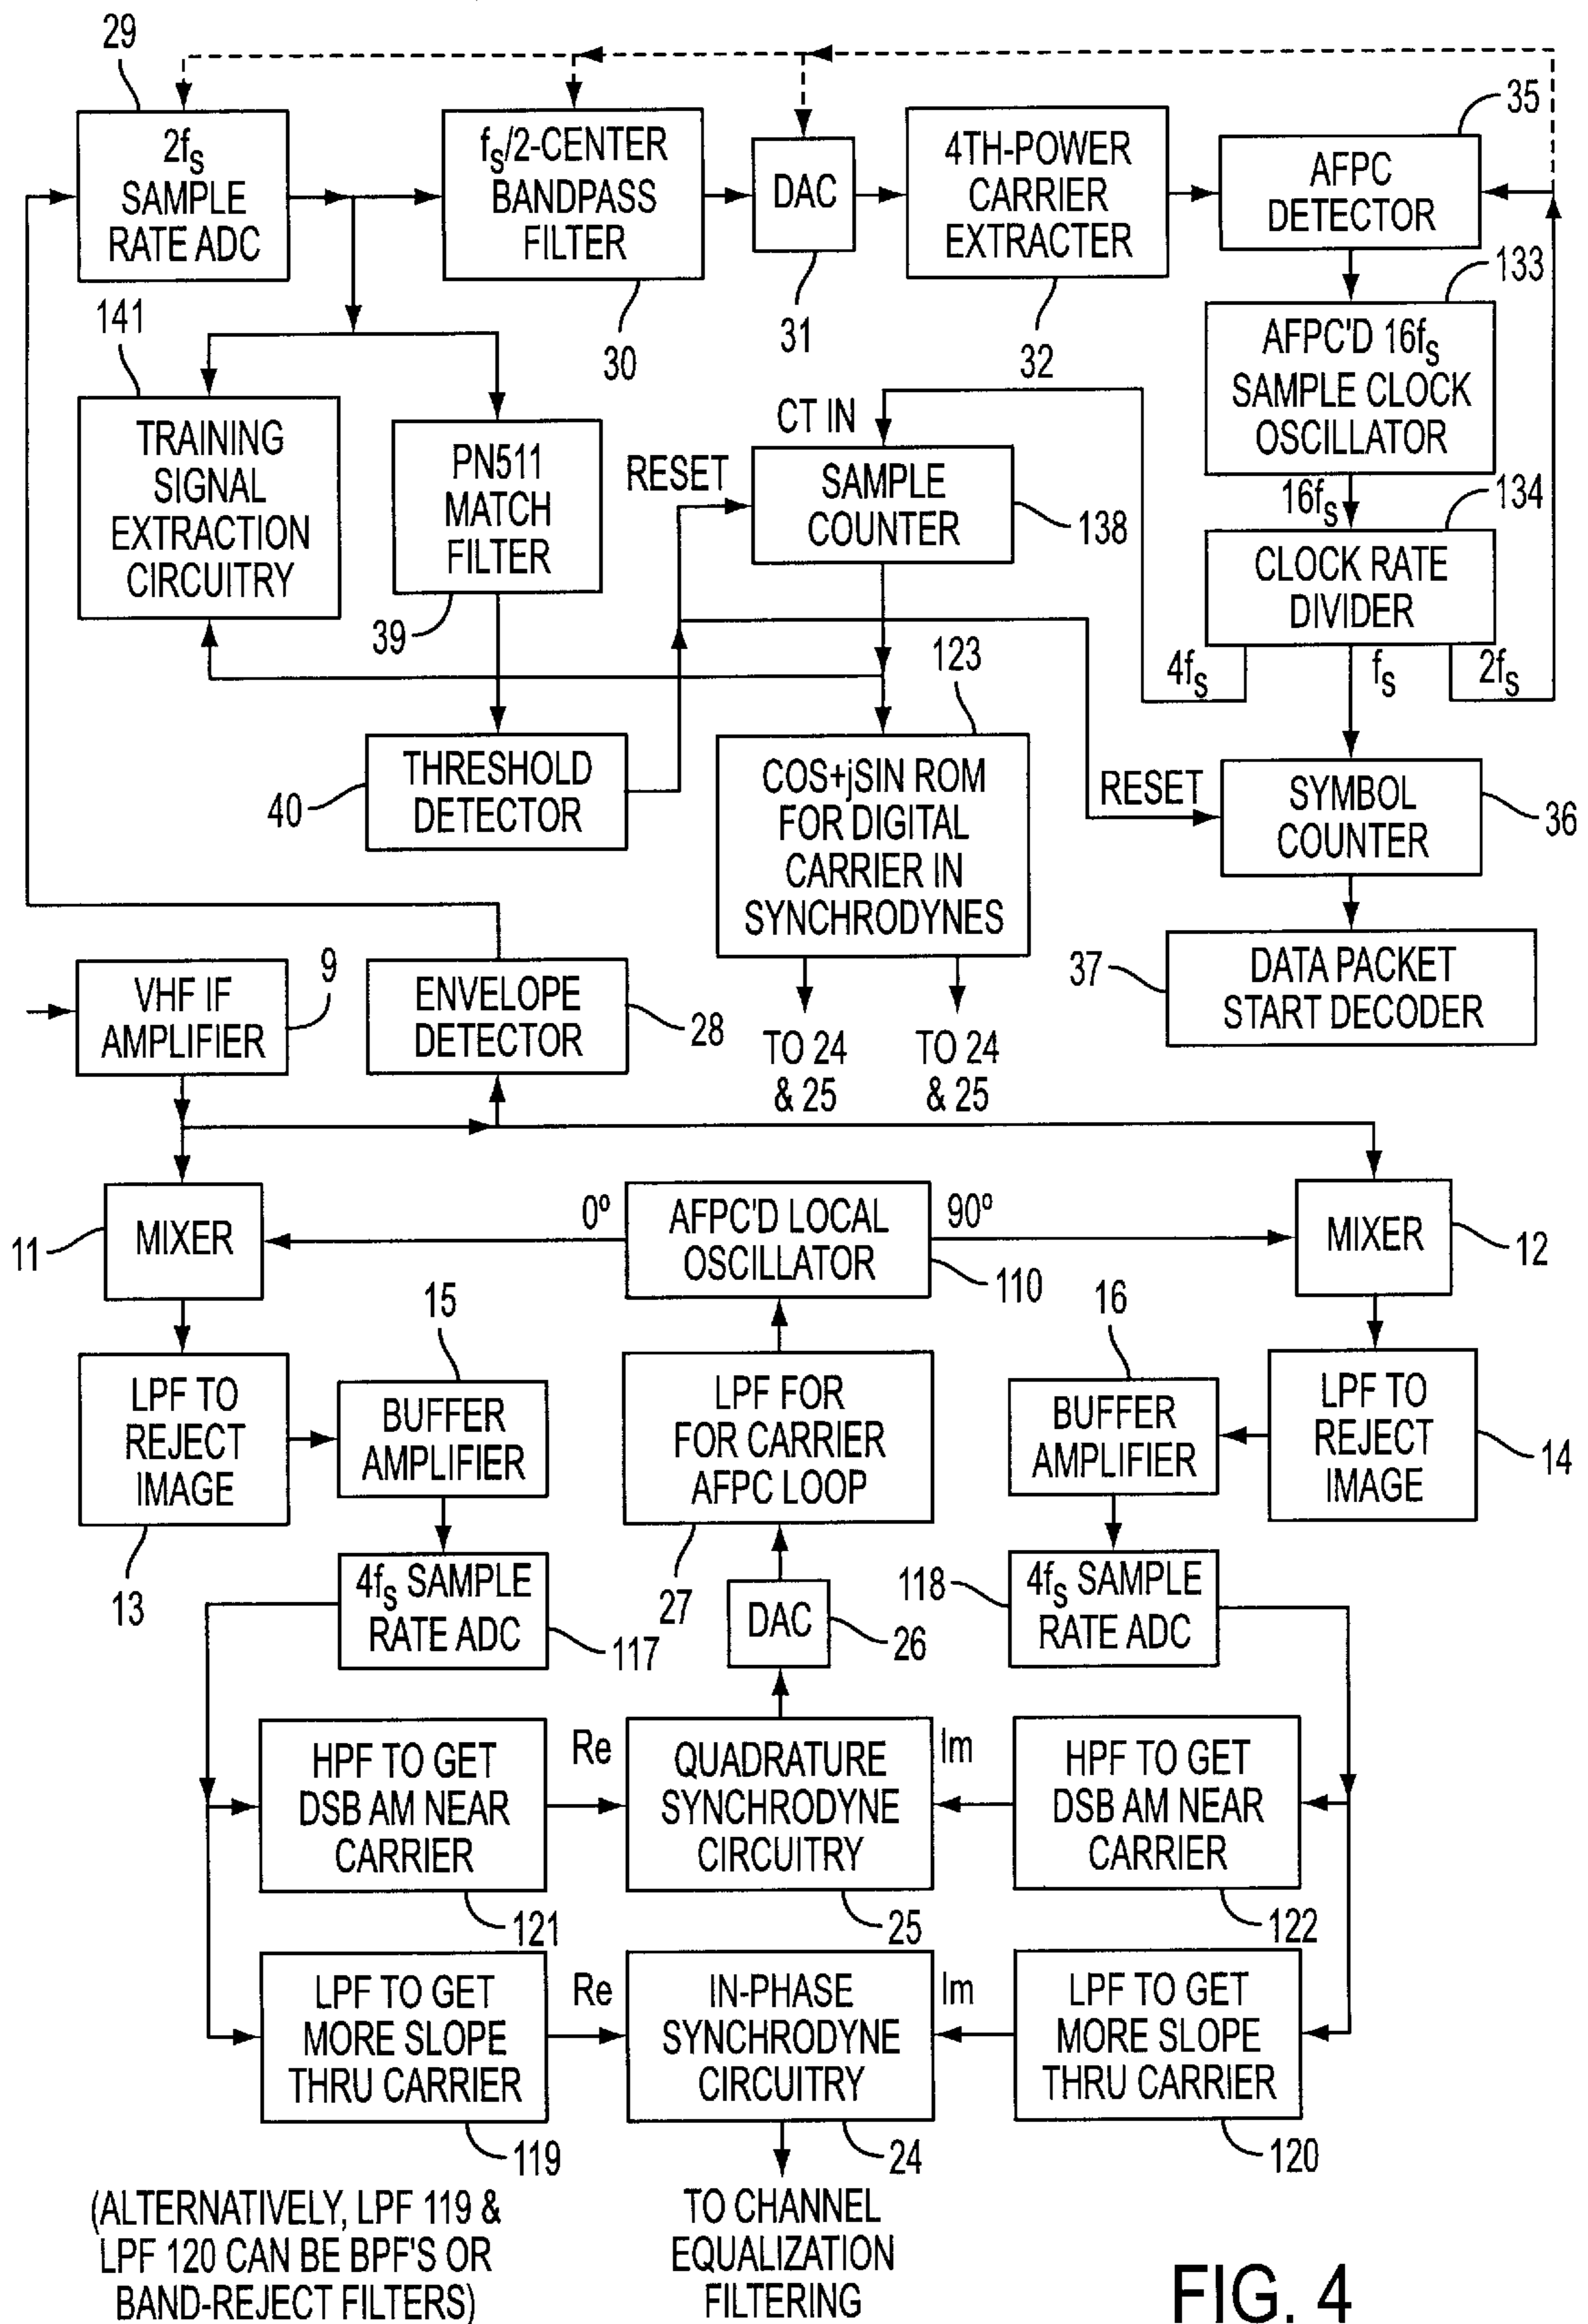 29
2fs
SAMPLE
RATE ADC
fs/2-CENTER
BANDPASS
FILTER
30
DAC
31
4TH-POWER
CARRIER
EXTRACTER
32
35
AFPC
DETECTOR
133
AFPC'D 16fs
SAMPLE CLOCK
OSCILLATOR
16fs
134
CLOCK RATE
DIVIDER
4fs
fs
2fs
141
TRAINING
SIGNAL
EXTRACTION
CIRCUITRY
PN511
MATCH
FILTER
39
CT IN
RESET
SAMPLE
COUNTER
138
THRESHOLD
DETECTOR
40
123
COS+jSIN ROM
FOR DIGITAL
CARRIER IN
SYNCHRODYNES
TO 24
& 25
TO 24
& 25
RESET
SYMBOL
COUNTER
36
37
DATA PACKET
START DECODER
VHF IF
AMPLIFIER
9
ENVELOPE
DETECTOR
28
11
MIXER
0º
AFPC'D LOCAL
OSCILLATOR
90º
110
MIXER
12
LPF TO
REJECT
IMAGE
13
15
BUFFER
AMPLIFIER
LPF FOR
FOR CARRIER
AFPC LOOP
27
16
BUFFER
AMPLIFIER
LPF TO
REJECT
IMAGE
14
4fs SAMPLE
RATE ADC
117
DAC
26
118
4fs SAMPLE
RATE ADC
HPF TO GET
DSB AM NEAR
CARRIER
121
Re
QUADRATURE
SYNCHRODYNE
CIRCUITRY
25
Im
HPF TO GET
DSB AM NEAR
CARRIER
122
LPF TO GET
MORE SLOPE
THRU CARRIER
119
Re
IN-PHASE
SYNCHRODYNE
CIRCUITRY
24
Im
LPF TO GET
MORE SLOPE
THRU CARRIER
120
(ALTERNATIVELY, LPF 119 &
LPF 120 CAN BE BPF'S OR
BAND-REJECT FILTERS)
TO CHANNEL
EQUALIZATION
FILTERING
FIG. 4